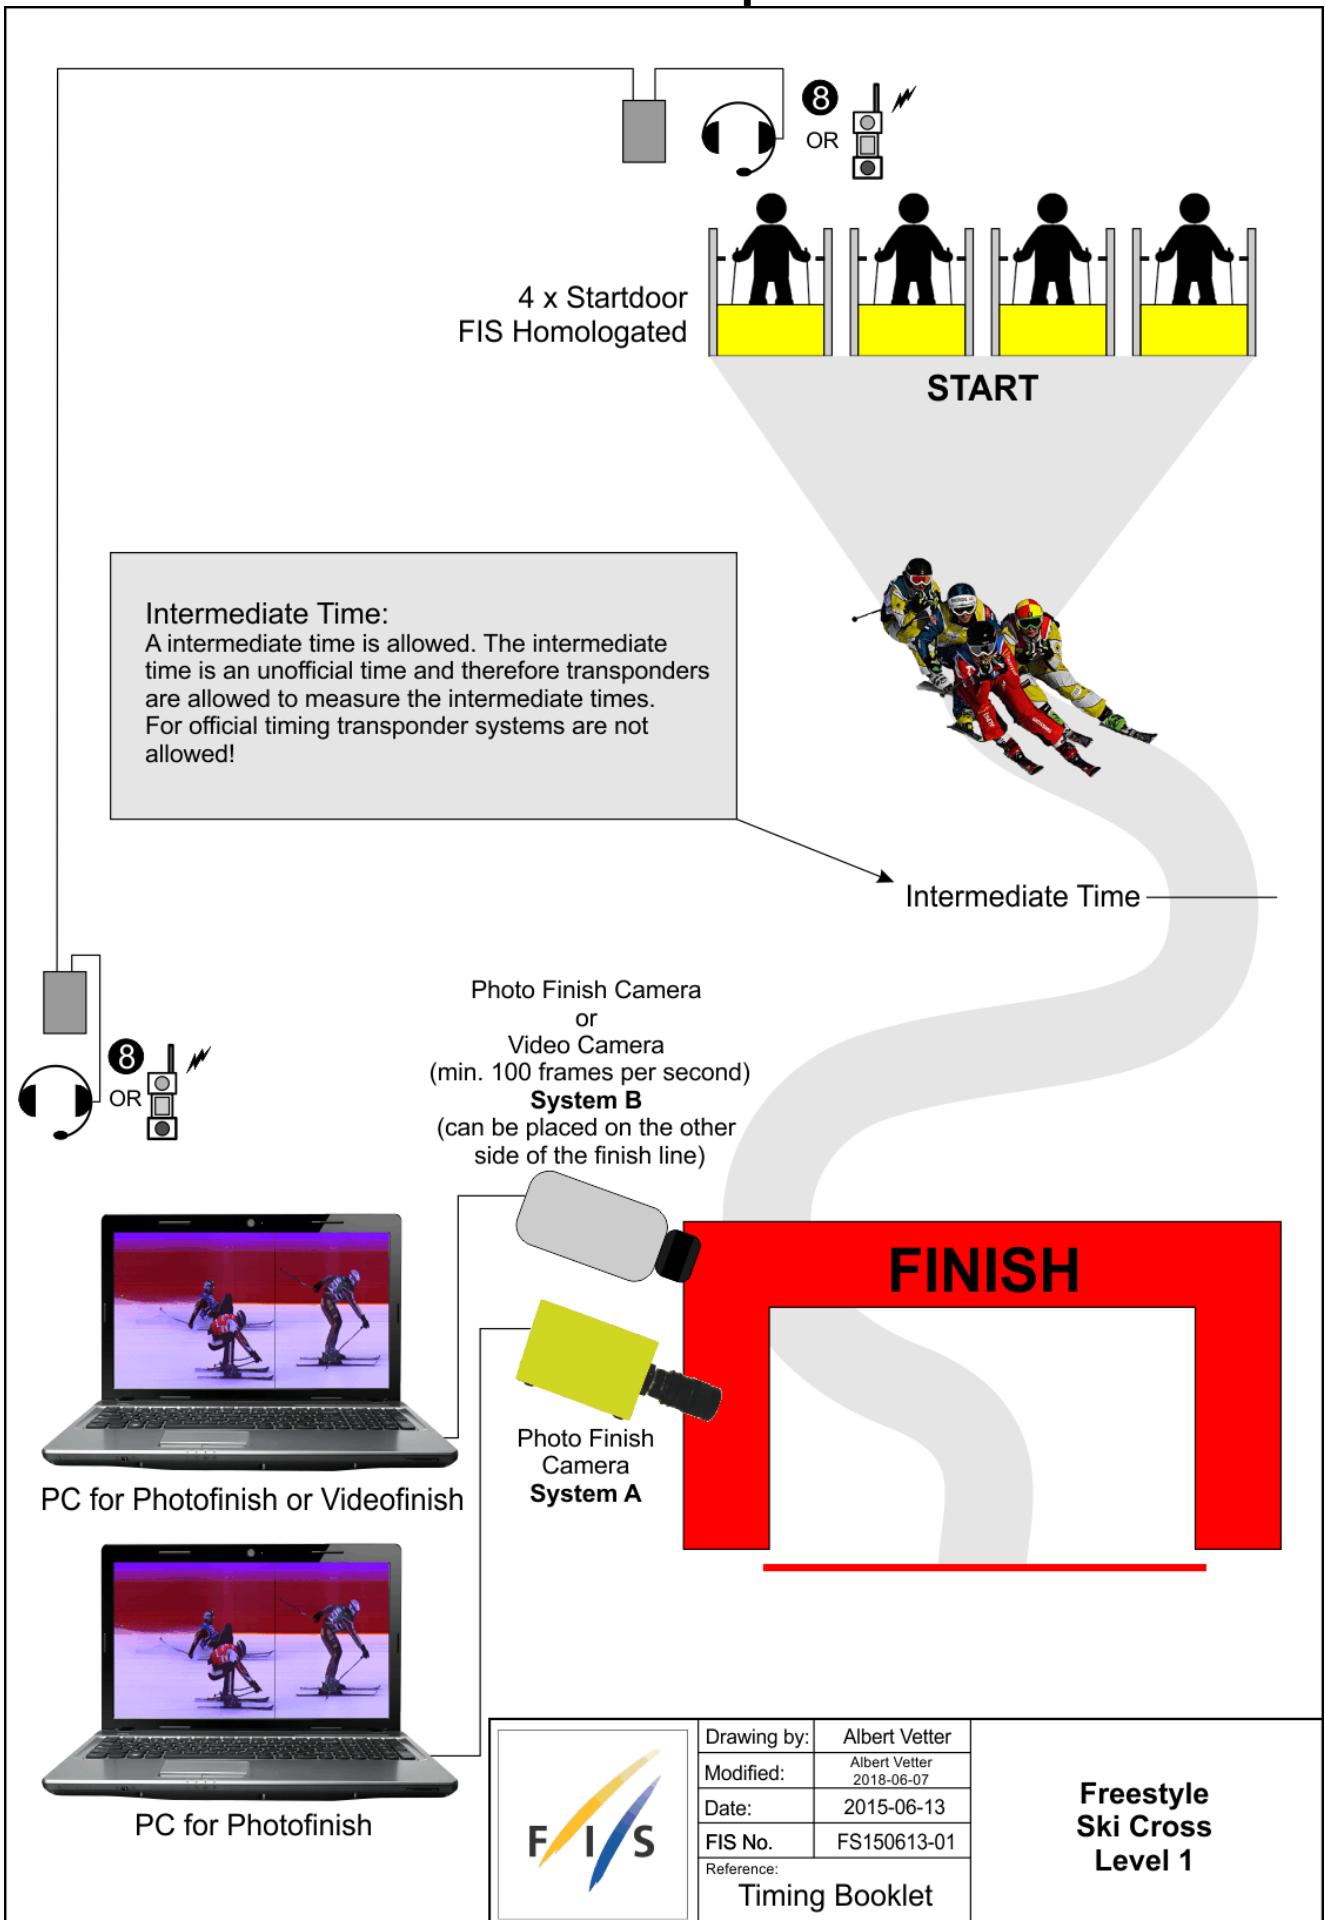 8
OR
4 x Startdoor
FIS Homologated
START
Intermediate Time:
A intermediate time is allowed. The intermediate
time is an unofficial time and therefore transponders
are allowed to measure the intermediate times.
For official timing transponder systems are not
allowed!
Intermediate Time
Photo Finish Camera
or
Video Camera
(min. 100 frames per second)
System B
(can be placed on the other
side of the finish line)
8
OR
FINISH
Photo Finish
Camera
System A
PC for Photofinish or Videofinish
PC for Photofinish
FIS
Drawing by: Albert Vetter
Modified: Albert Vetter
2018-06-07
Date: 2015-06-13
FIS No. FS150613-01
Reference:
Timing Booklet
Freestyle
Ski Cross
Level 1